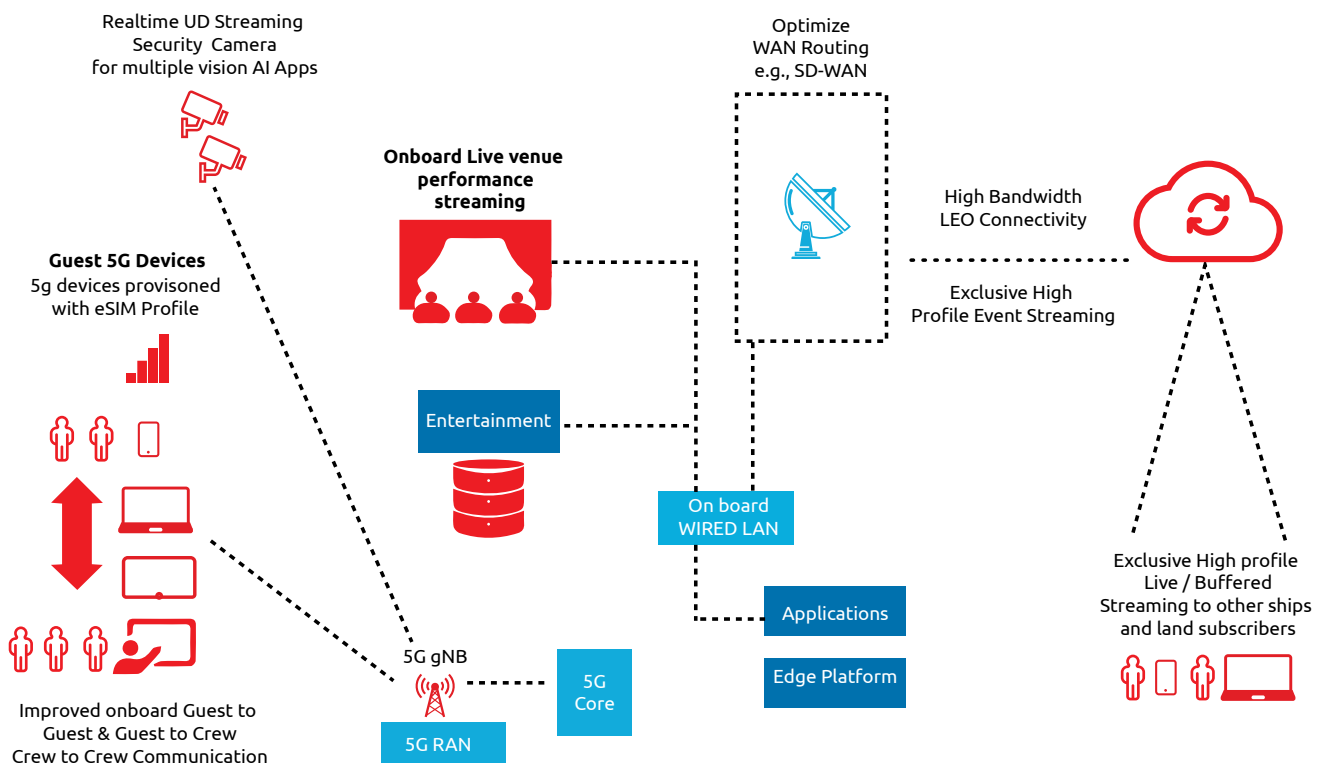 Realtime UD Streaming
Security Camera
for multiple vision AI Apps
Optimize
WAN Routing
e.g., SD-WAN
Onboard Live venue
performance
streaming
High Bandwidth
LEO Connectivity
Guest 5G Devices
5g devices provisoned
with eSIM Profile
Exclusive High
Profile Event Streaming
Entertainment
On board
WIRED LAN
Exclusive High profile
Live / Buffered
Streaming to other ships
and land subscribers
Applications
5G gNB
5G
Core
Edge Platform
5G RAN
Improved onboard Guest to
Guest & Guest to Crew
Crew to Crew Communication